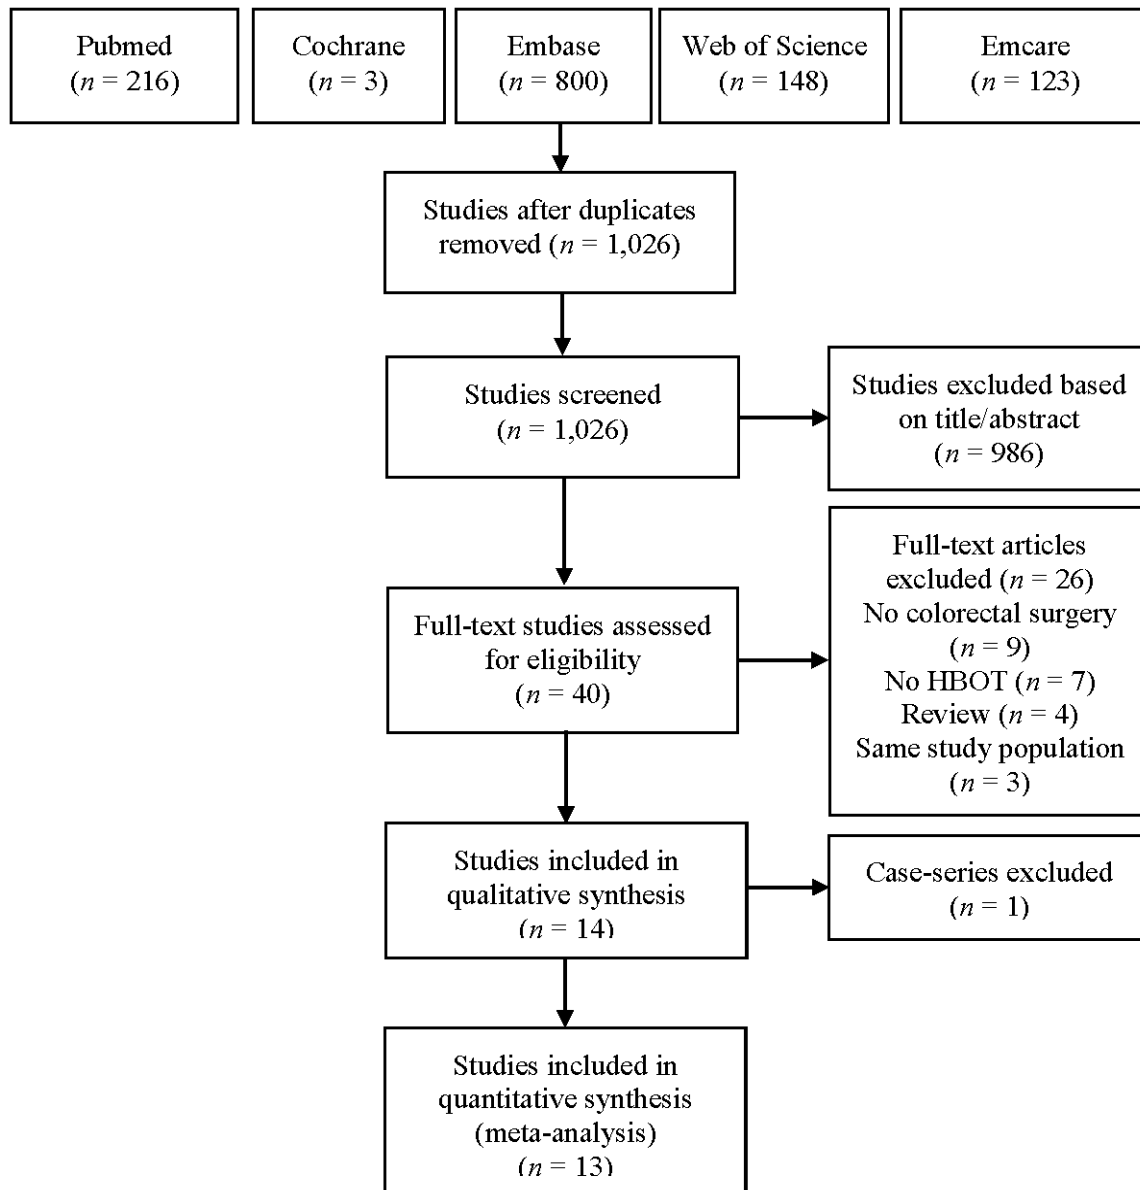 Pubmed
(n = 216)
Cochrane
(n = 3)
Embase
(n = 800)
Web of Science
(n = 148)
Emcare
(n = 123)
Studies after duplicates
removed (n = 1,026)
Studies screened
(n = 1,026)
Studies excluded based
on title/abstract
(n = 986)
Full-text studies assessed
for eligibility
(n = 40)
Full-text articles
excluded (n = 26)
No colorectal surgery
(n = 9)
No HBOT (n = 7)
Review (n = 4)
Same study population
(n = 3)
Studies included in
qualitative synthesis
(n = 14)
Case-series excluded
(n = 1)
Studies included in
quantitative synthesis
(meta-analysis)
(n = 13)